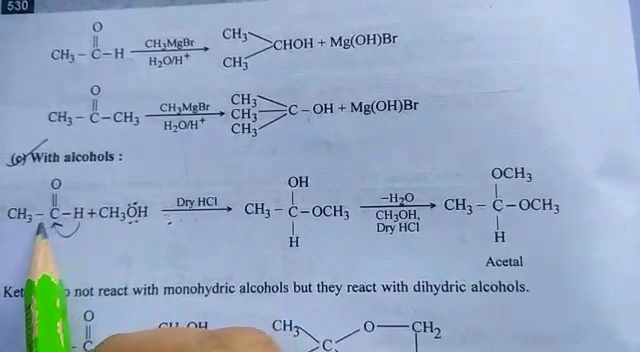 530
O
CH₃ – C – H CH₃MgBr H₂O/H⁺ CH₃ CH₃ CHOH + Mg(OH)Br
O
CH₃ – C – CH₃ CH₃MgBr H₂O/H⁺ CH₃ CH₃ CH₃ C – OH + Mg(OH)Br
(c) With alcohols :
O OH OCH₃
CH₃ – C – H + CH₃ÖH Dry HCl CH₃ – C – OCH₃ –H₂O CH₃OH, Dry HCl CH₃ – C – OCH₃
H H
Acetal
not react with monohydric alcohols but they react with dihydric alcohols.
O CH₃ O — CH₂
C C